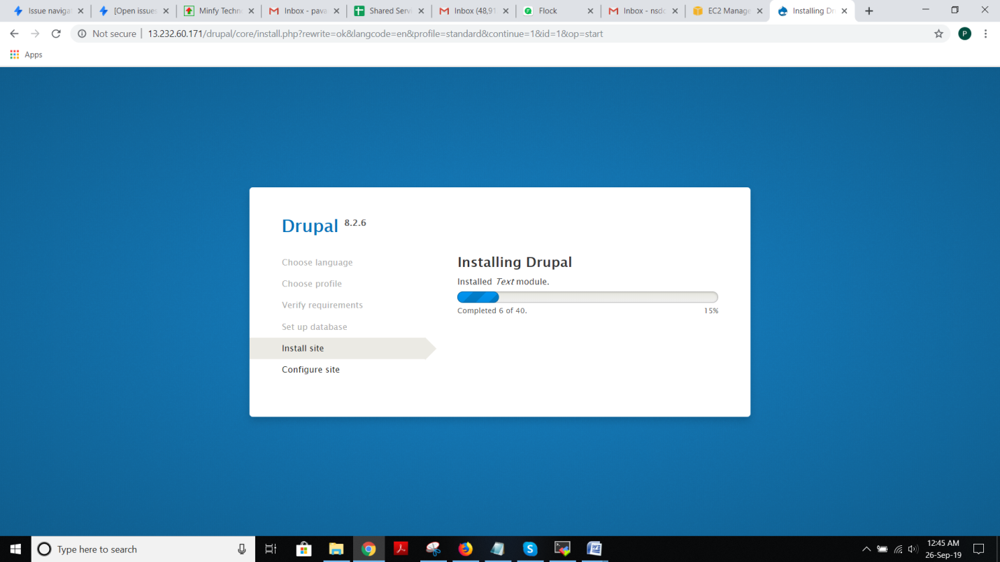 Issue naviga
[Open issues
Minfy Techn
Inbox - pava
Shared Servi
Inbox (48,91
Flock
Inbox - nsdc
EC2 Manage
Installing Dr
Not secure | 13.232.60.171/drupal/core/install.php?rewrite=ok&langcode=en&profile=standard&continue=1&id=1&op=start
P
Apps
Drupal 8.2.6
Choose language
Choose profile
Verify requirements
Set up database
Install site
Configure site
Installing Drupal
Installed Text module.
Completed 6 of 40.
15%
Type here to search
12:45 AM
26-Sep-19